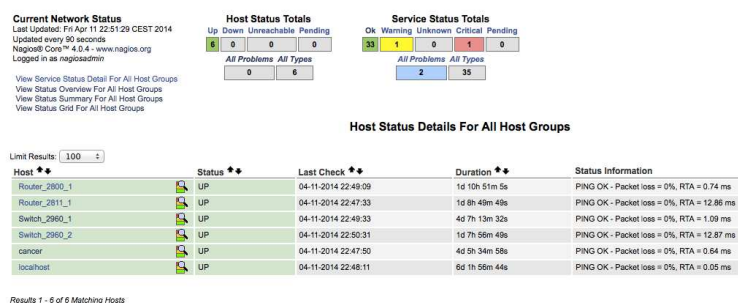 Current Network Status
Last Updated: Fri Apr 11 22:51:29 CEST 2014
Updated every 90 seconds
Nagios® Core™ 4.0.4 - www.nagios.org
Logged in as nagiosadmin
View Service Status Detail For All Host Groups
View Status Overview For All Host Groups
View Status Summary For All Host Groups
View Status Grid For All Host Groups
Host Status Totals
Up Down Unreachable Pending
6 0 0 0
All Problems All Types
0 6
Service Status Totals
Ok Warning Unknown Critical Pending
33 1 0 1 0
All Problems All Types
2 35
Host Status Details For All Host Groups
Limit Results: 100
Host Status Last Check Duration Status Information
Router_2800_1 UP 04-11-2014 22:49:09 1d 10h 51m 5s PING OK - Packet loss = 0%, RTA = 0.74 ms
Router_2811_1 UP 04-11-2014 22:47:33 1d 8h 49m 49s PING OK - Packet loss = 0%, RTA = 12.86 ms
Switch_2960_1 UP 04-11-2014 22:49:33 4d 7h 13m 32s PING OK - Packet loss = 0%, RTA = 1.09 ms
Switch_2960_2 UP 04-11-2014 22:50:31 1d 7h 56m 49s PING OK - Packet loss = 0%, RTA = 12.87 ms
cancer UP 04-11-2014 22:47:50 4d 5h 34m 58s PING OK - Packet loss = 0%, RTA = 0.64 ms
localhost UP 04-11-2014 22:48:11 6d 1h 56m 44s PING OK - Packet loss = 0%, RTA = 0.05 ms
Results 1 - 6 of 6 Matching Hosts